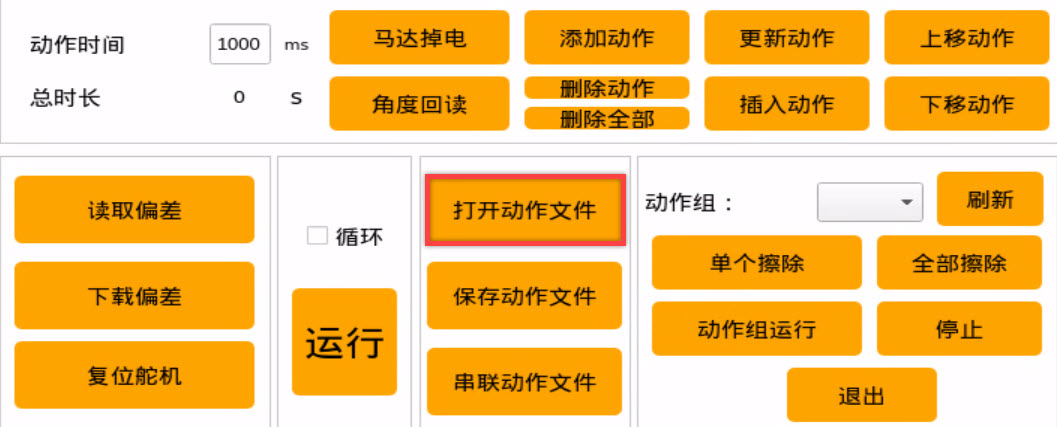 动作时间 1000 ms 马达掉电 添加动作 更新动作 上移动作
总时长 0 s 角度回读 删除动作 插入动作 下移动作
删除全部
读取偏差 循环 打开动作文件 动作组： 刷新
单个擦除 全部擦除
下载偏差 运行 保存动作文件 动作组运行 停止
复位舵机 串联动作文件 退出